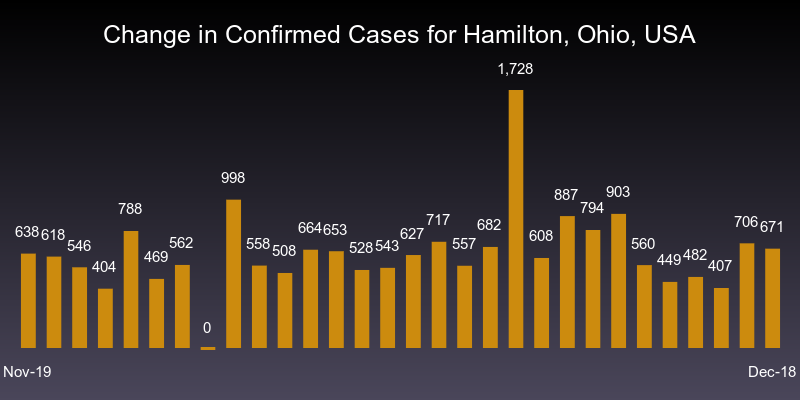 Change in Confirmed Cases for Hamilton, Ohio, USA
1,728
998
903
887
788 794
717 706
638 618 664 653 627 682 608 671
546 562 558 508 528 543 557 560
469 449 482
404 407
0
Nov-19 Dec-18